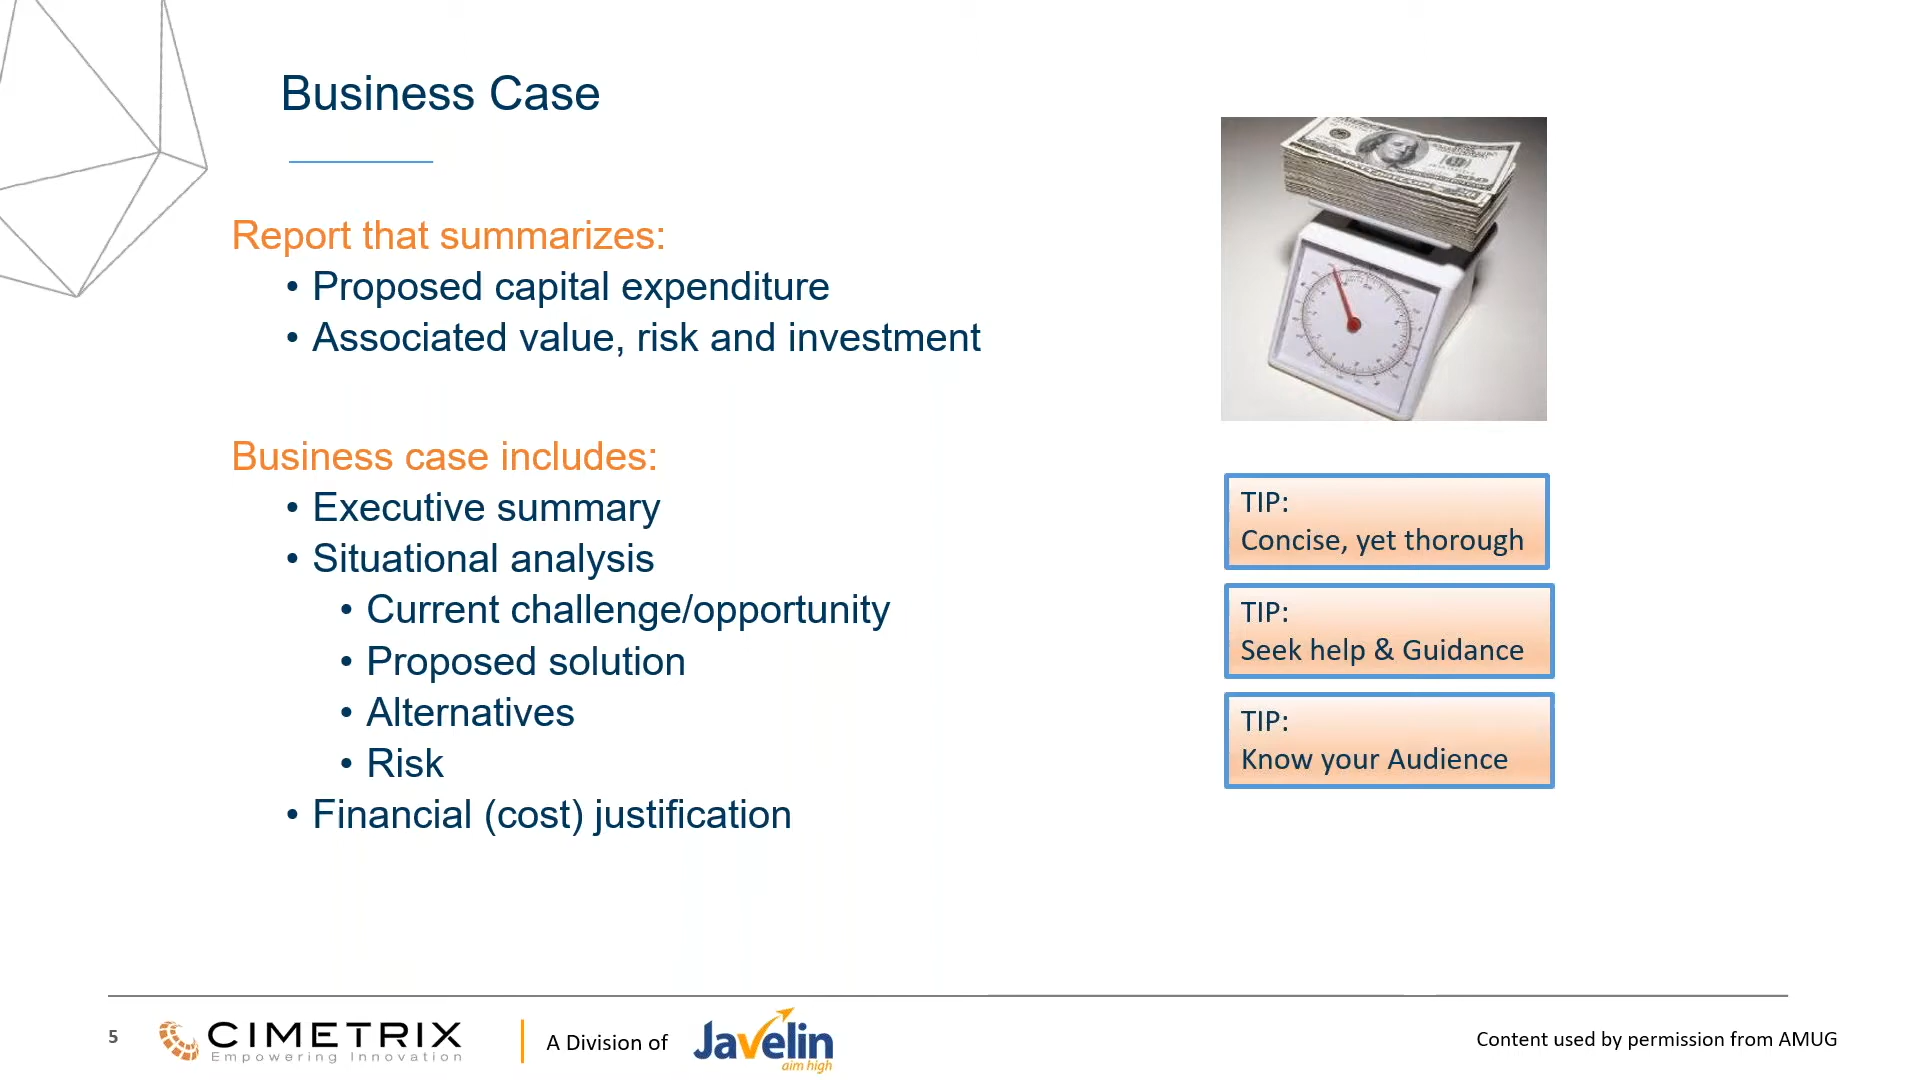 Business Case
Report that summarizes:
• Proposed capital expenditure
• Associated value, risk and investment
Business case includes:
• Executive summary
• Situational analysis
• Current challenge/opportunity
• Proposed solution
• Alternatives
• Risk
• Financial (cost) justification
TIP:
Concise, yet thorough
TIP:
Seek help & Guidance
TIP:
Know your Audience
5
CIMETRIX
Empowering Innovation
A Division of
Javelin
aim high
Content used by permission from AMUG